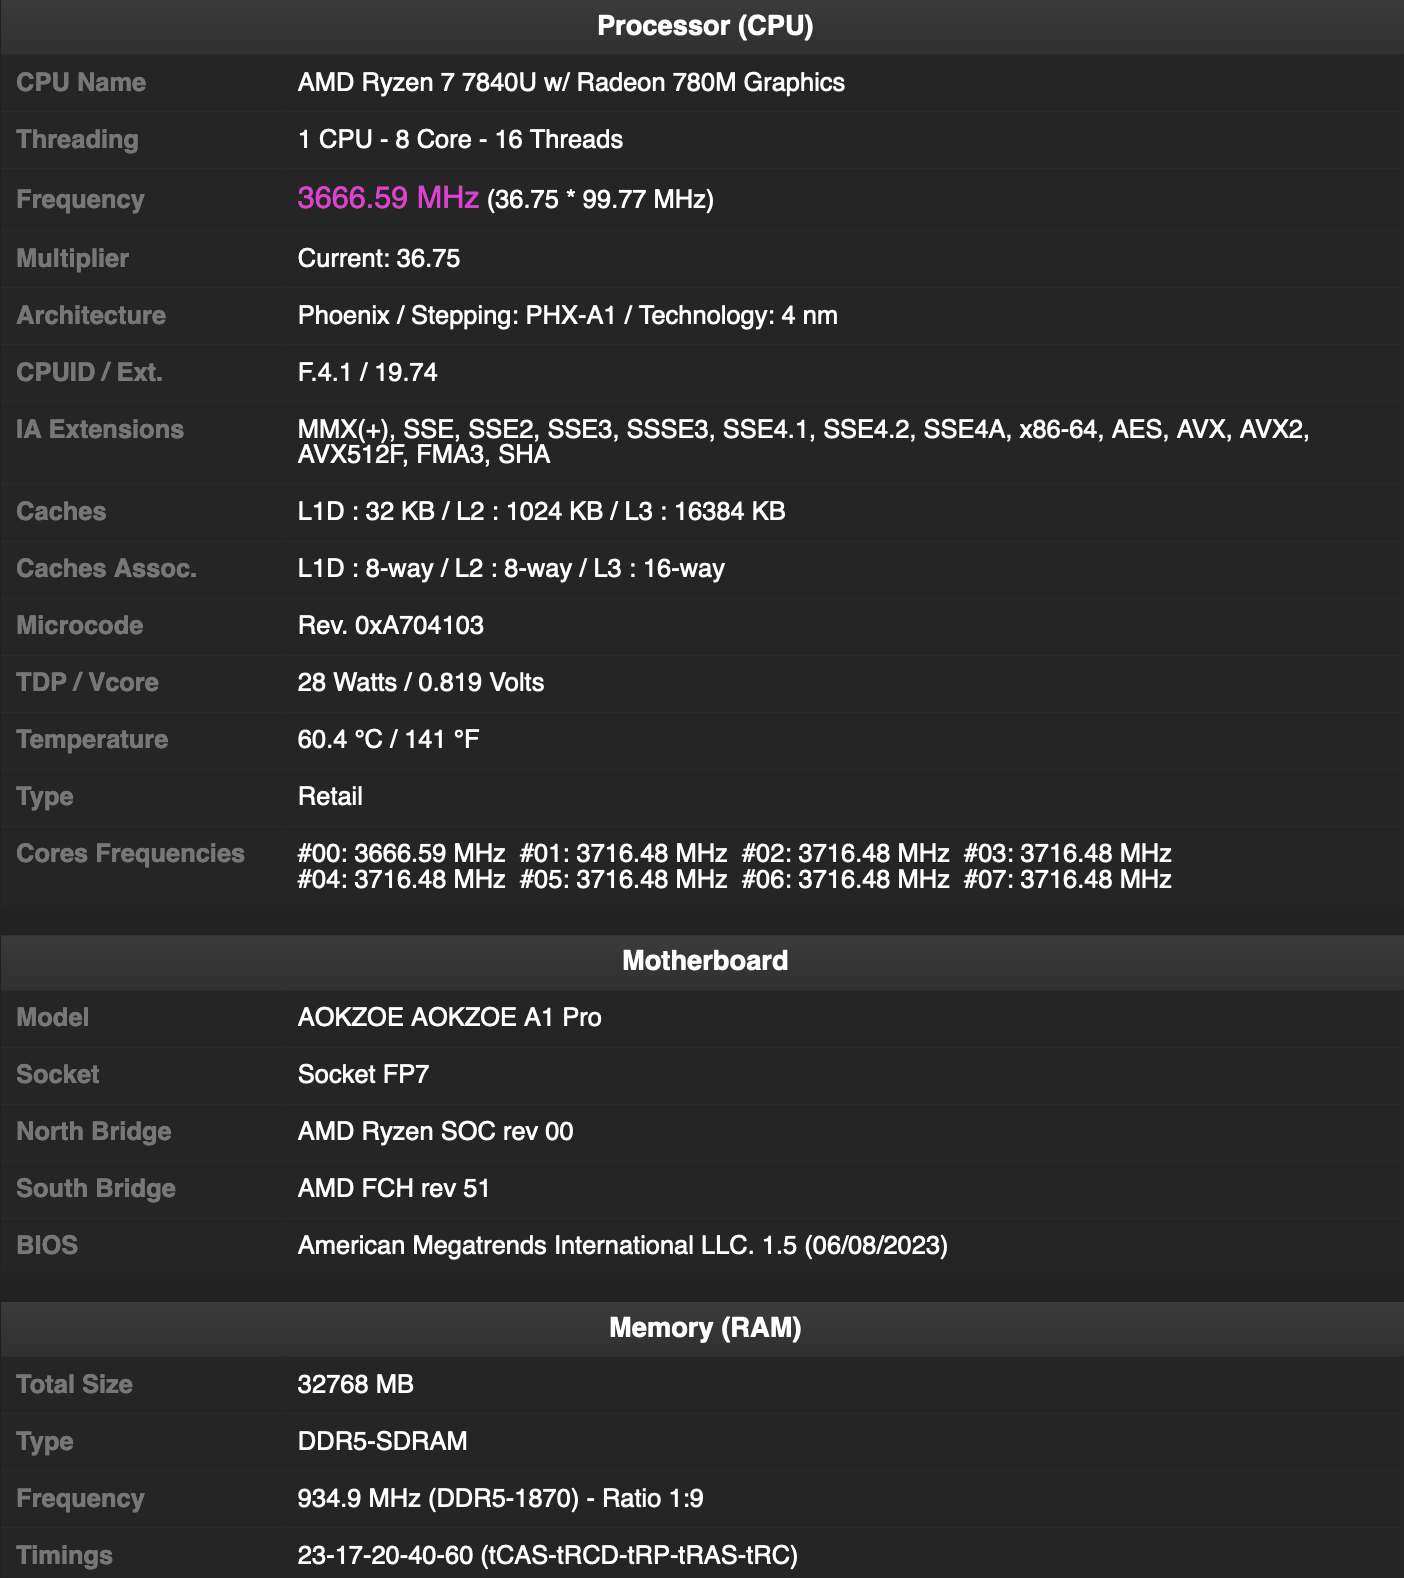 Processor (CPU)
CPU Name AMD Ryzen 7 7840U w/ Radeon 780M Graphics
Threading 1 CPU - 8 Core - 16 Threads
Frequency 3666.59 MHz (36.75 * 99.77 MHz)
Multiplier Current: 36.75
Architecture Phoenix / Stepping: PHX-A1 / Technology: 4 nm
CPUID / Ext. F.4.1 / 19.74
IA Extensions MMX(+), SSE, SSE2, SSE3, SSSE3, SSE4.1, SSE4.2, SSE4A, x86-64, AES, AVX, AVX2,
AVX512F, FMA3, SHA
Caches L1D : 32 KB / L2 : 1024 KB / L3 : 16384 KB
Caches Assoc. L1D : 8-way / L2 : 8-way / L3 : 16-way
Microcode Rev. 0xA704103
TDP / Vcore 28 Watts / 0.819 Volts
Temperature 60.4 °C / 141 °F
Type Retail
Cores Frequencies #00: 3666.59 MHz #01: 3716.48 MHz #02: 3716.48 MHz #03: 3716.48 MHz
#04: 3716.48 MHz #05: 3716.48 MHz #06: 3716.48 MHz #07: 3716.48 MHz
Motherboard
Model AOKZOE AOKZOE A1 Pro
Socket Socket FP7
North Bridge AMD Ryzen SOC rev 00
South Bridge AMD FCH rev 51
BIOS American Megatrends International LLC. 1.5 (06/08/2023)
Memory (RAM)
Total Size 32768 MB
Type DDR5-SDRAM
Frequency 934.9 MHz (DDR5-1870) - Ratio 1:9
Timings 23-17-20-40-60 (tCAS-tRCD-tRP-tRAS-tRC)